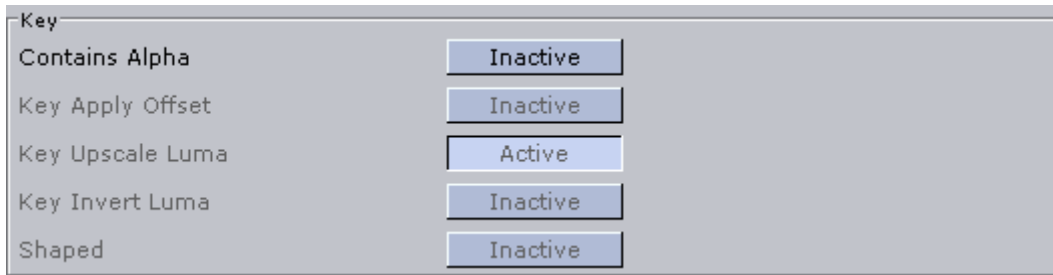 Key
Contains Alpha Inactive
Key Apply Offset Inactive
Key Upscale Luma Active
Key Invert Luma Inactive
Shaped Inactive